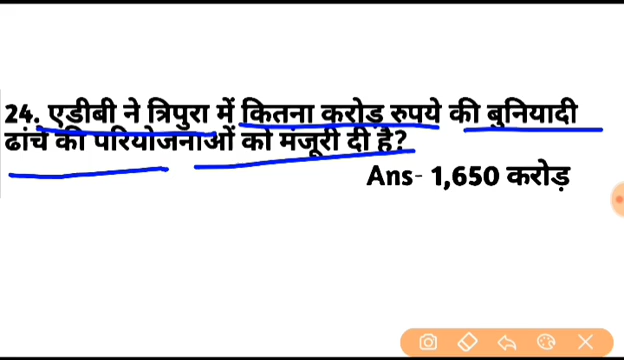 24. एडीबी ने त्रिपुरा में कितना करोड़ रुपये की बुनियादी
ढांचे की परियोजनाओं को मंजूरी दी है?
Ans- 1,650 करोड़